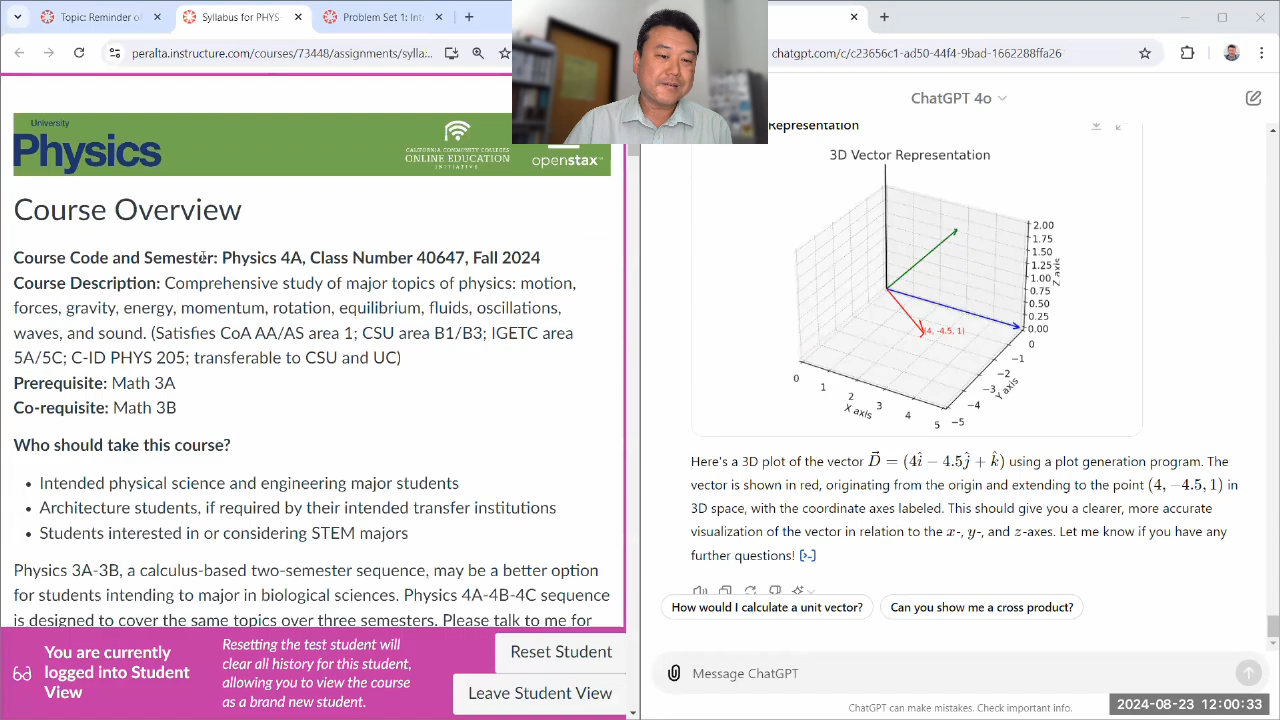 Topic: Reminder of
Syllabus for PHYS-
Problem Set: Introd
peralta.instructure.com/courses/73448/assignments/sylla
chatgpt.com/c/c23656c1-ad50-44f4-9bad-1662288ffa26
University
Physics
CALIFORNIA COMMUNITY COLLEGES
ONLINE EDUCATION
INITIATIVE
openstax™
Course Overview
Course Code and Semester: Physics 4A, Class Number 40647, Fall 2024
Course Description: Comprehensive study of major topics of physics: motion,
forces, gravity, energy, momentum, rotation, equilibrium, fluids, oscillations,
waves, and sound. (Satisfies CoA AA/AS area 1; CSU area B1/B3; IGETC area
5A/5C; C-ID PHYS 205; transferable to CSU and UC)
Prerequisite: Math 3A
Co-requisite: Math 3B
Who should take this course?
• Intended physical science and engineering major students
• Architecture students, if required by their intended transfer institutions
• Students interested in or considering STEM majors
Physics 3A-3B, a calculus-based two-semester sequence, may be a better option
for students intending to major in biological sciences. Physics 4A-4B-4C sequence
is designed to cover the same topics over three semesters. Please talk to me for
You are currently
logged into Student
View
Resetting the test student will
clear all history for this student,
allowing you to view the course
as a brand new student.
Reset Student
Leave Student View
ChatGPT 4o
Representation
3D Vector Representation
2.00
1.75
1.50
1.25
1.00
0.75
0.50
0.25
0.00
Z axis
(4, -4.5, 1)
0
−1
−2
−3
−4
−5
Y axis
0
1
2
3
4
5
X axis
Here's a 3D plot of the vector D⃗ = (4î − 4.5ĵ + k̂) using a plot generation program. The
vector is shown in red, originating from the origin and extending to the point (4, −4.5, 1) in
3D space, with the coordinate axes labeled. This should give you a clearer, more accurate
visualization of the vector in relation to the x-, y-, and z-axes. Let me know if you have any
further questions! [>-]
How would I calculate a unit vector?
Can you show me a cross product?
Message ChatGPT
ChatGPT can make mistakes. Check important info.
2024-08-23 12:00:33